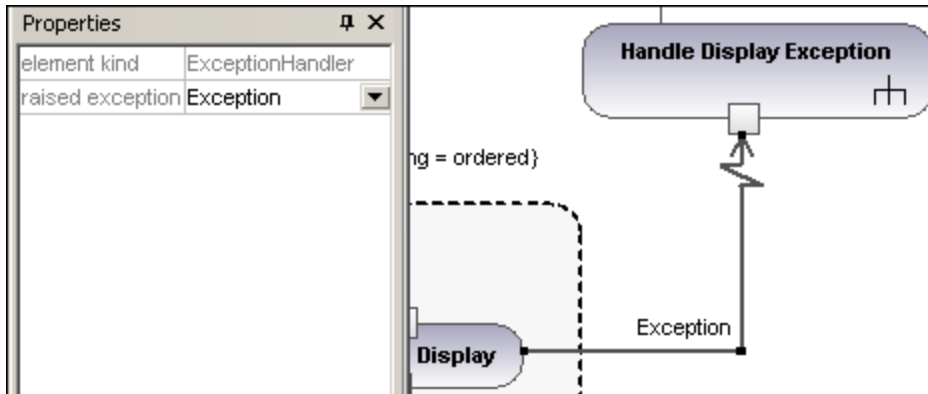 Properties
element kind ExceptionHandler
raised exception Exception
Handle Display Exception
ng = ordered}
Exception
Display